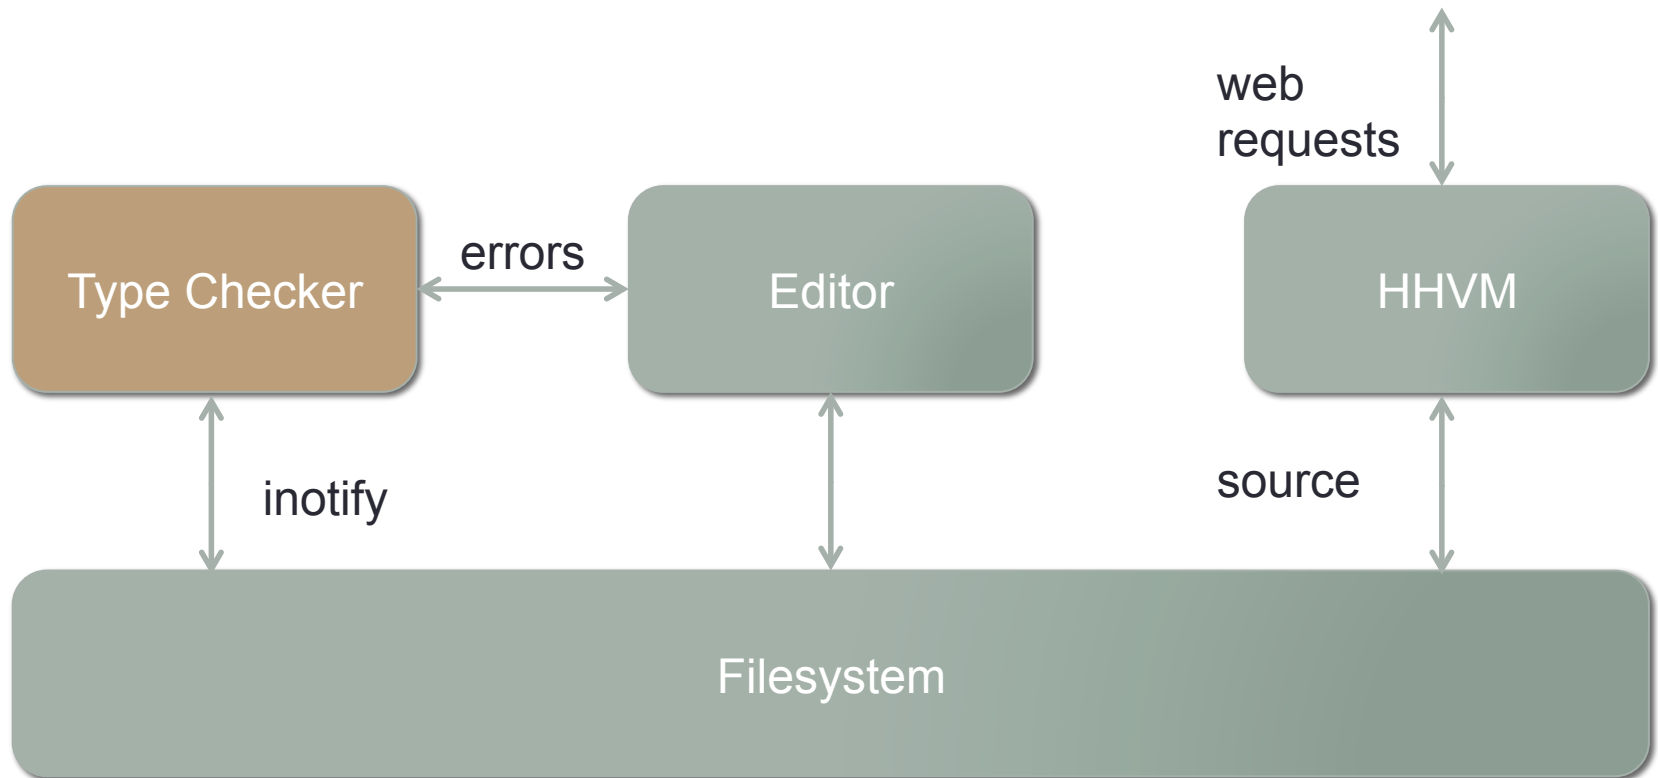 web
requests
Type Checker
errors
Editor
HHVM
inotify
source
Filesystem